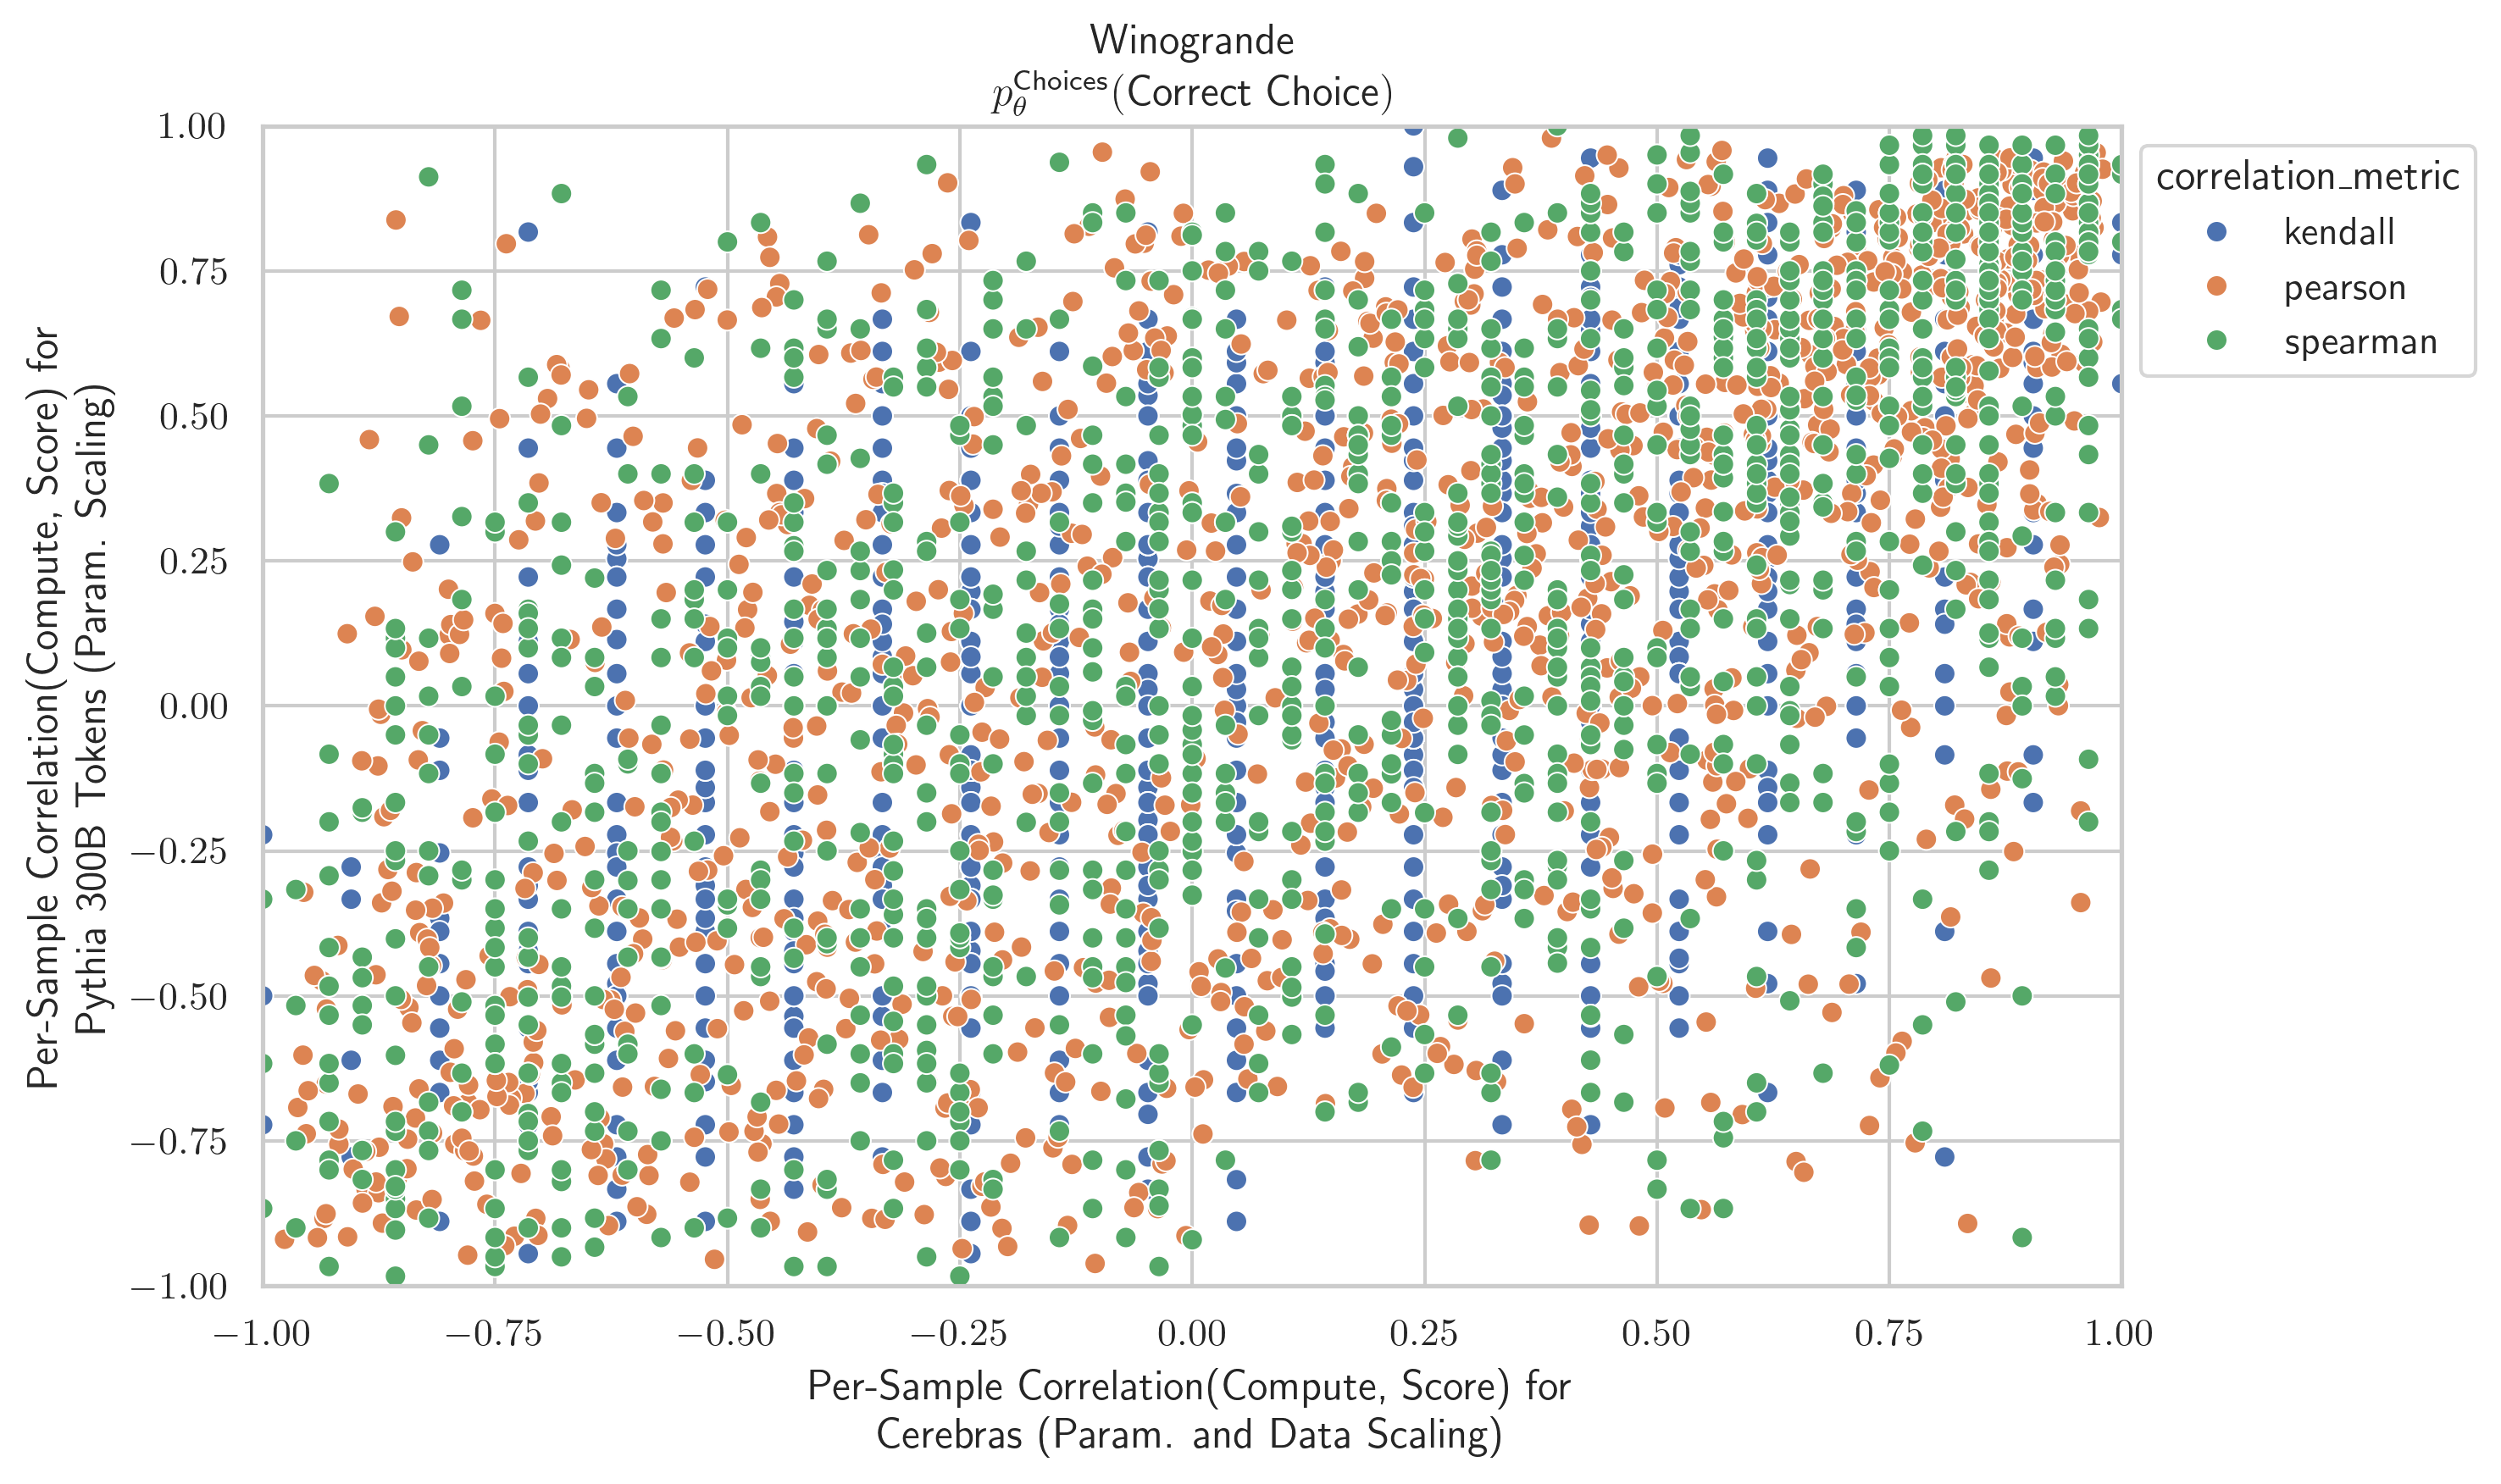 Winogrande
p_θ^Choices(Correct Choice)
Per-Sample Correlation(Compute, Score) for
Pythia 300B Tokens (Param. Scaling)
1.00
0.75
0.50
0.25
0.00
−0.25
−0.50
−0.75
−1.00
−1.00 −0.75 −0.50 −0.25 0.00 0.25 0.50 0.75 1.00
Per-Sample Correlation(Compute, Score) for
Cerebras (Param. and Data Scaling)
correlation_metric
kendall
pearson
spearman